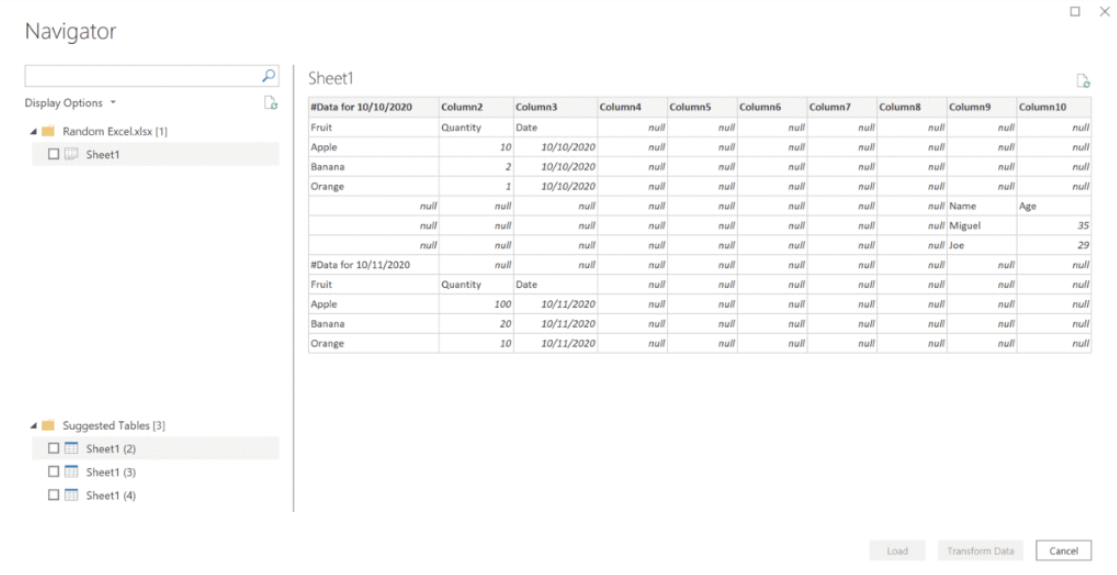 Navigator
Display Options
Random Excel.xlsx [1]
Sheet1
Suggested Tables [3]
Sheet1 (2)
Sheet1 (3)
Sheet1 (4)
Sheet1
#Data for 10/10/2020 Column2 Column3 Column4 Column5 Column6 Column7 Column8 Column9 Column10
Fruit Quantity Date null null null null null null null
Apple 10 10/10/2020 null null null null null null null
Banana 2 10/10/2020 null null null null null null null
Orange 1 10/10/2020 null null null null null null null
null null null null null null null null Name Age
null null null null null null null null Miguel 35
null null null null null null null null Joe 29
#Data for 10/11/2020 null null null null null null null null null
Fruit Quantity Date null null null null null null null
Apple 100 10/11/2020 null null null null null null null
Banana 20 10/11/2020 null null null null null null null
Orange 10 10/11/2020 null null null null null null null
Load Transform Data Cancel